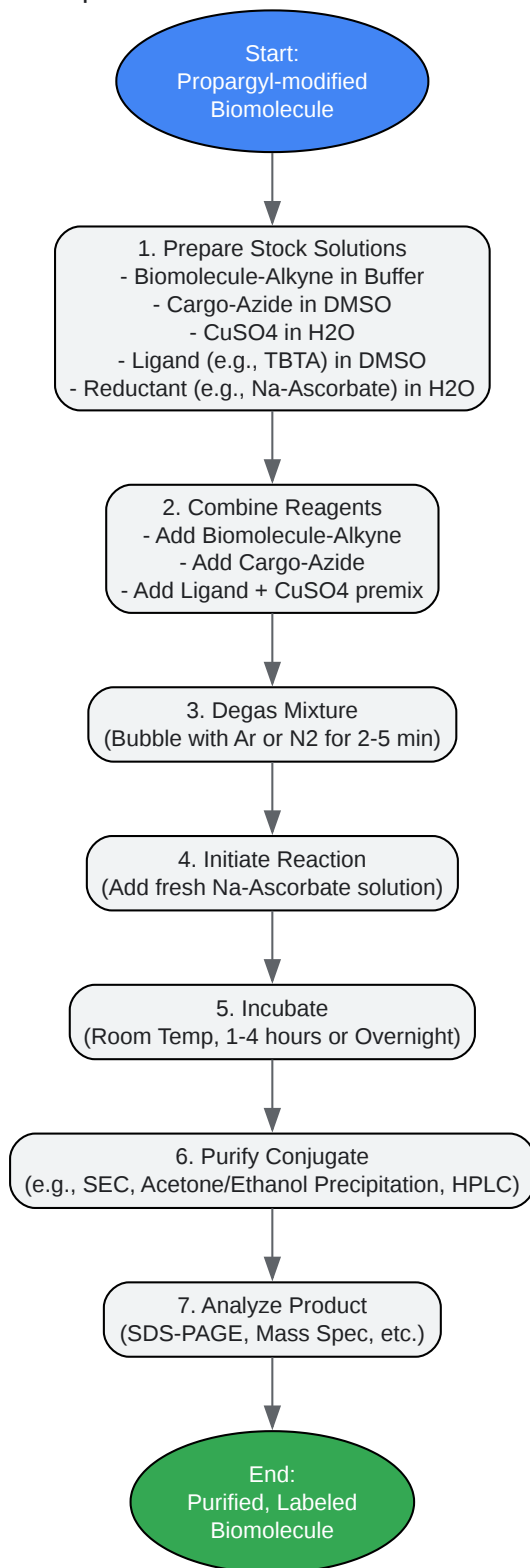 Start:
Propargyl-modified
Biomolecule
1. Prepare Stock Solutions
- Biomolecule-Alkyne in Buffer
- Cargo-Azide in DMSO
- CuSO4 in H2O
- Ligand (e.g., TBTA) in DMSO
- Reductant (e.g., Na-Ascorbate) in H2O
2. Combine Reagents
- Add Biomolecule-Alkyne
- Add Cargo-Azide
- Add Ligand + CuSO4 premix
3. Degas Mixture
(Bubble with Ar or N2 for 2-5 min)
4. Initiate Reaction
(Add fresh Na-Ascorbate solution)
5. Incubate
(Room Temp, 1-4 hours or Overnight)
6. Purify Conjugate
(e.g., SEC, Acetone/Ethanol Precipitation, HPLC)
7. Analyze Product
(SDS-PAGE, Mass Spec, etc.)
End:
Purified, Labeled
Biomolecule